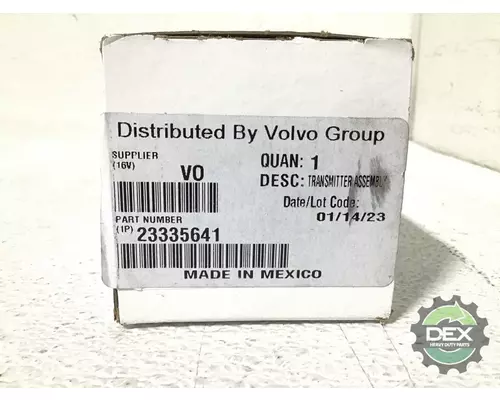 Distributed By Volvo Group
SUPPLIER
(16V)
VO
QUAN: 1
DESC: TRANSMITTER ASSEMBLY
Date/Lot Code:
01/14/23
PART NUMBER
(1P) 23335641
MADE IN MEXICO
DEX
HEAVY DUTY PARTS